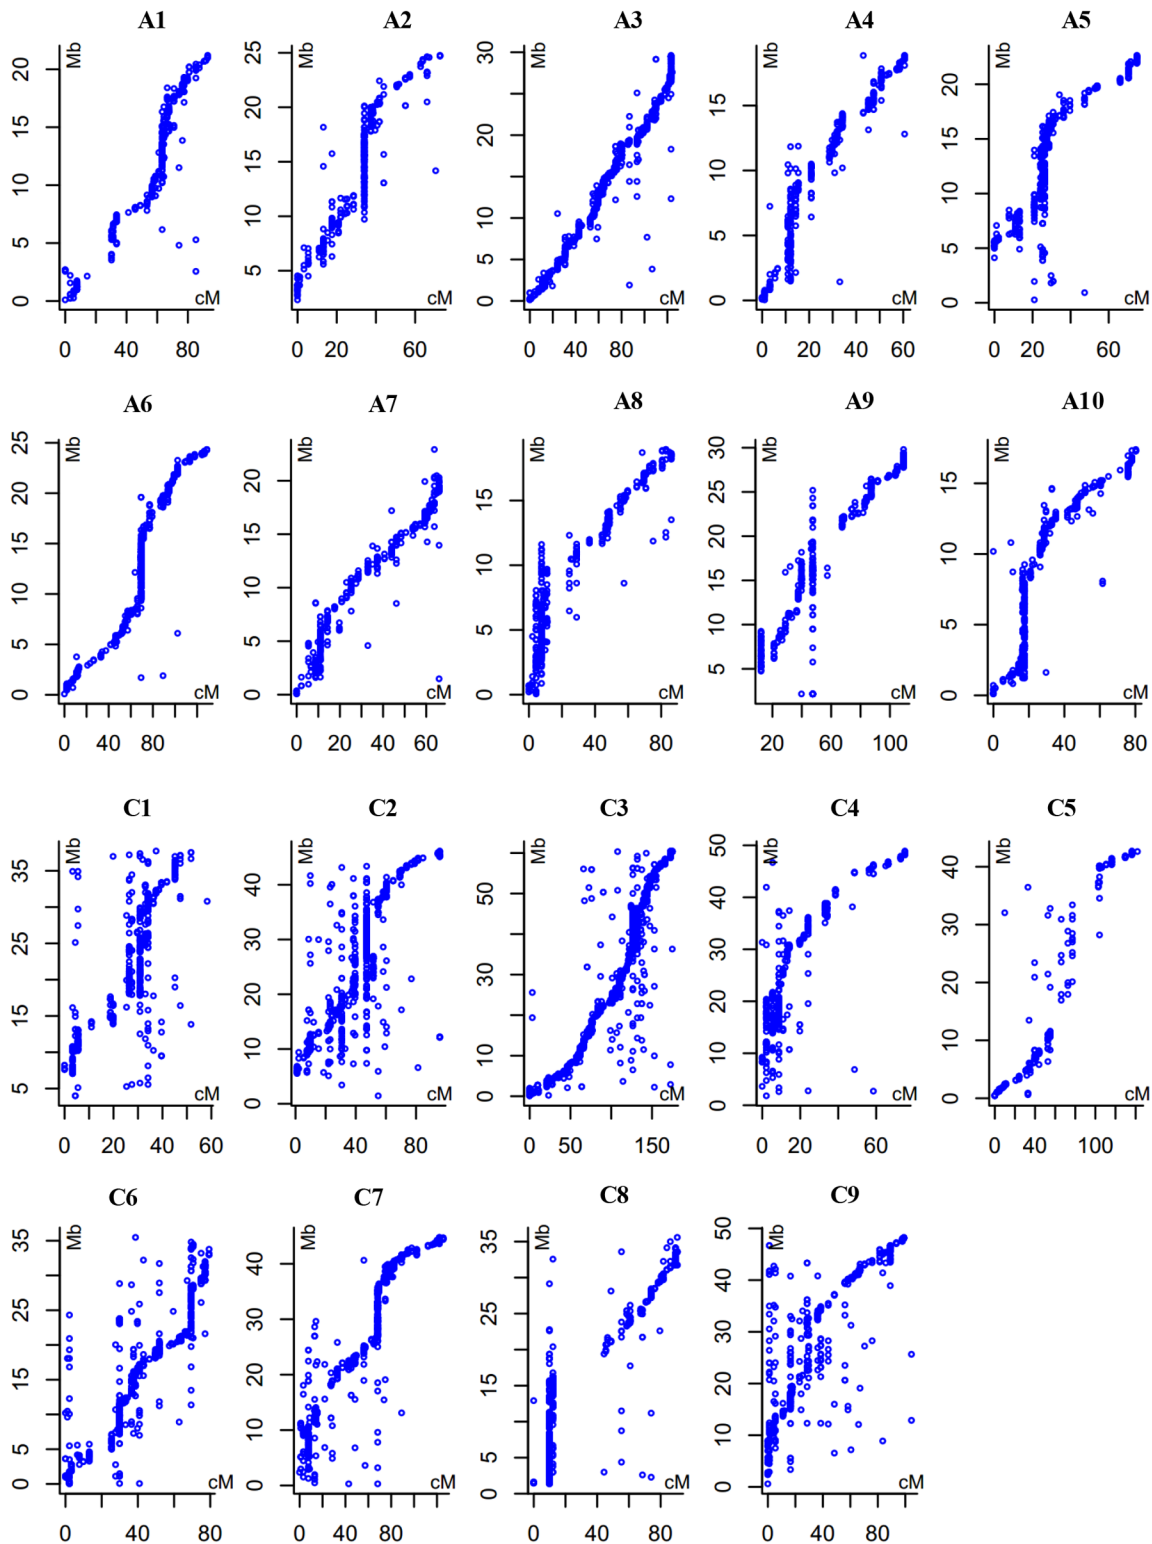 A1 A2 A3 A4 A5
Mb Mb Mb Mb Mb
20 25 30 15 20
15 20 20 10 15
10 15 10 5 10
5 10 0 0 5
0 5 0
cM cM cM cM cM
0 40 80 0 20 60 0 40 80 0 20 40 60 0 20 60
A6 A7 A8 A9 A10
Mb Mb Mb Mb Mb
25 20 15 30 15
20 15 10 25 10
15 10 5 20 5
10 5 0 15 0
5 0 10
0 5
cM cM cM cM cM
0 40 80 0 20 40 60 0 40 80 20 60 100 0 40 80
C1 C2 C3 C4 C5
Mb Mb Mb Mb Mb
35 40 50 50 40
25 30 30 40 30
15 20 10 30 20
5 10 0 20 10
0 10 0
0
cM cM cM cM cM
0 20 40 60 0 40 80 0 50 150 0 20 60 0 40 100
C6 C7 C8 C9
Mb Mb Mb Mb
35 40 35 50
25 30 25 40
15 20 15 30
5 10 5 20
0 0 0 10
0
cM cM cM cM
0 40 80 0 40 80 0 40 80 0 40 80